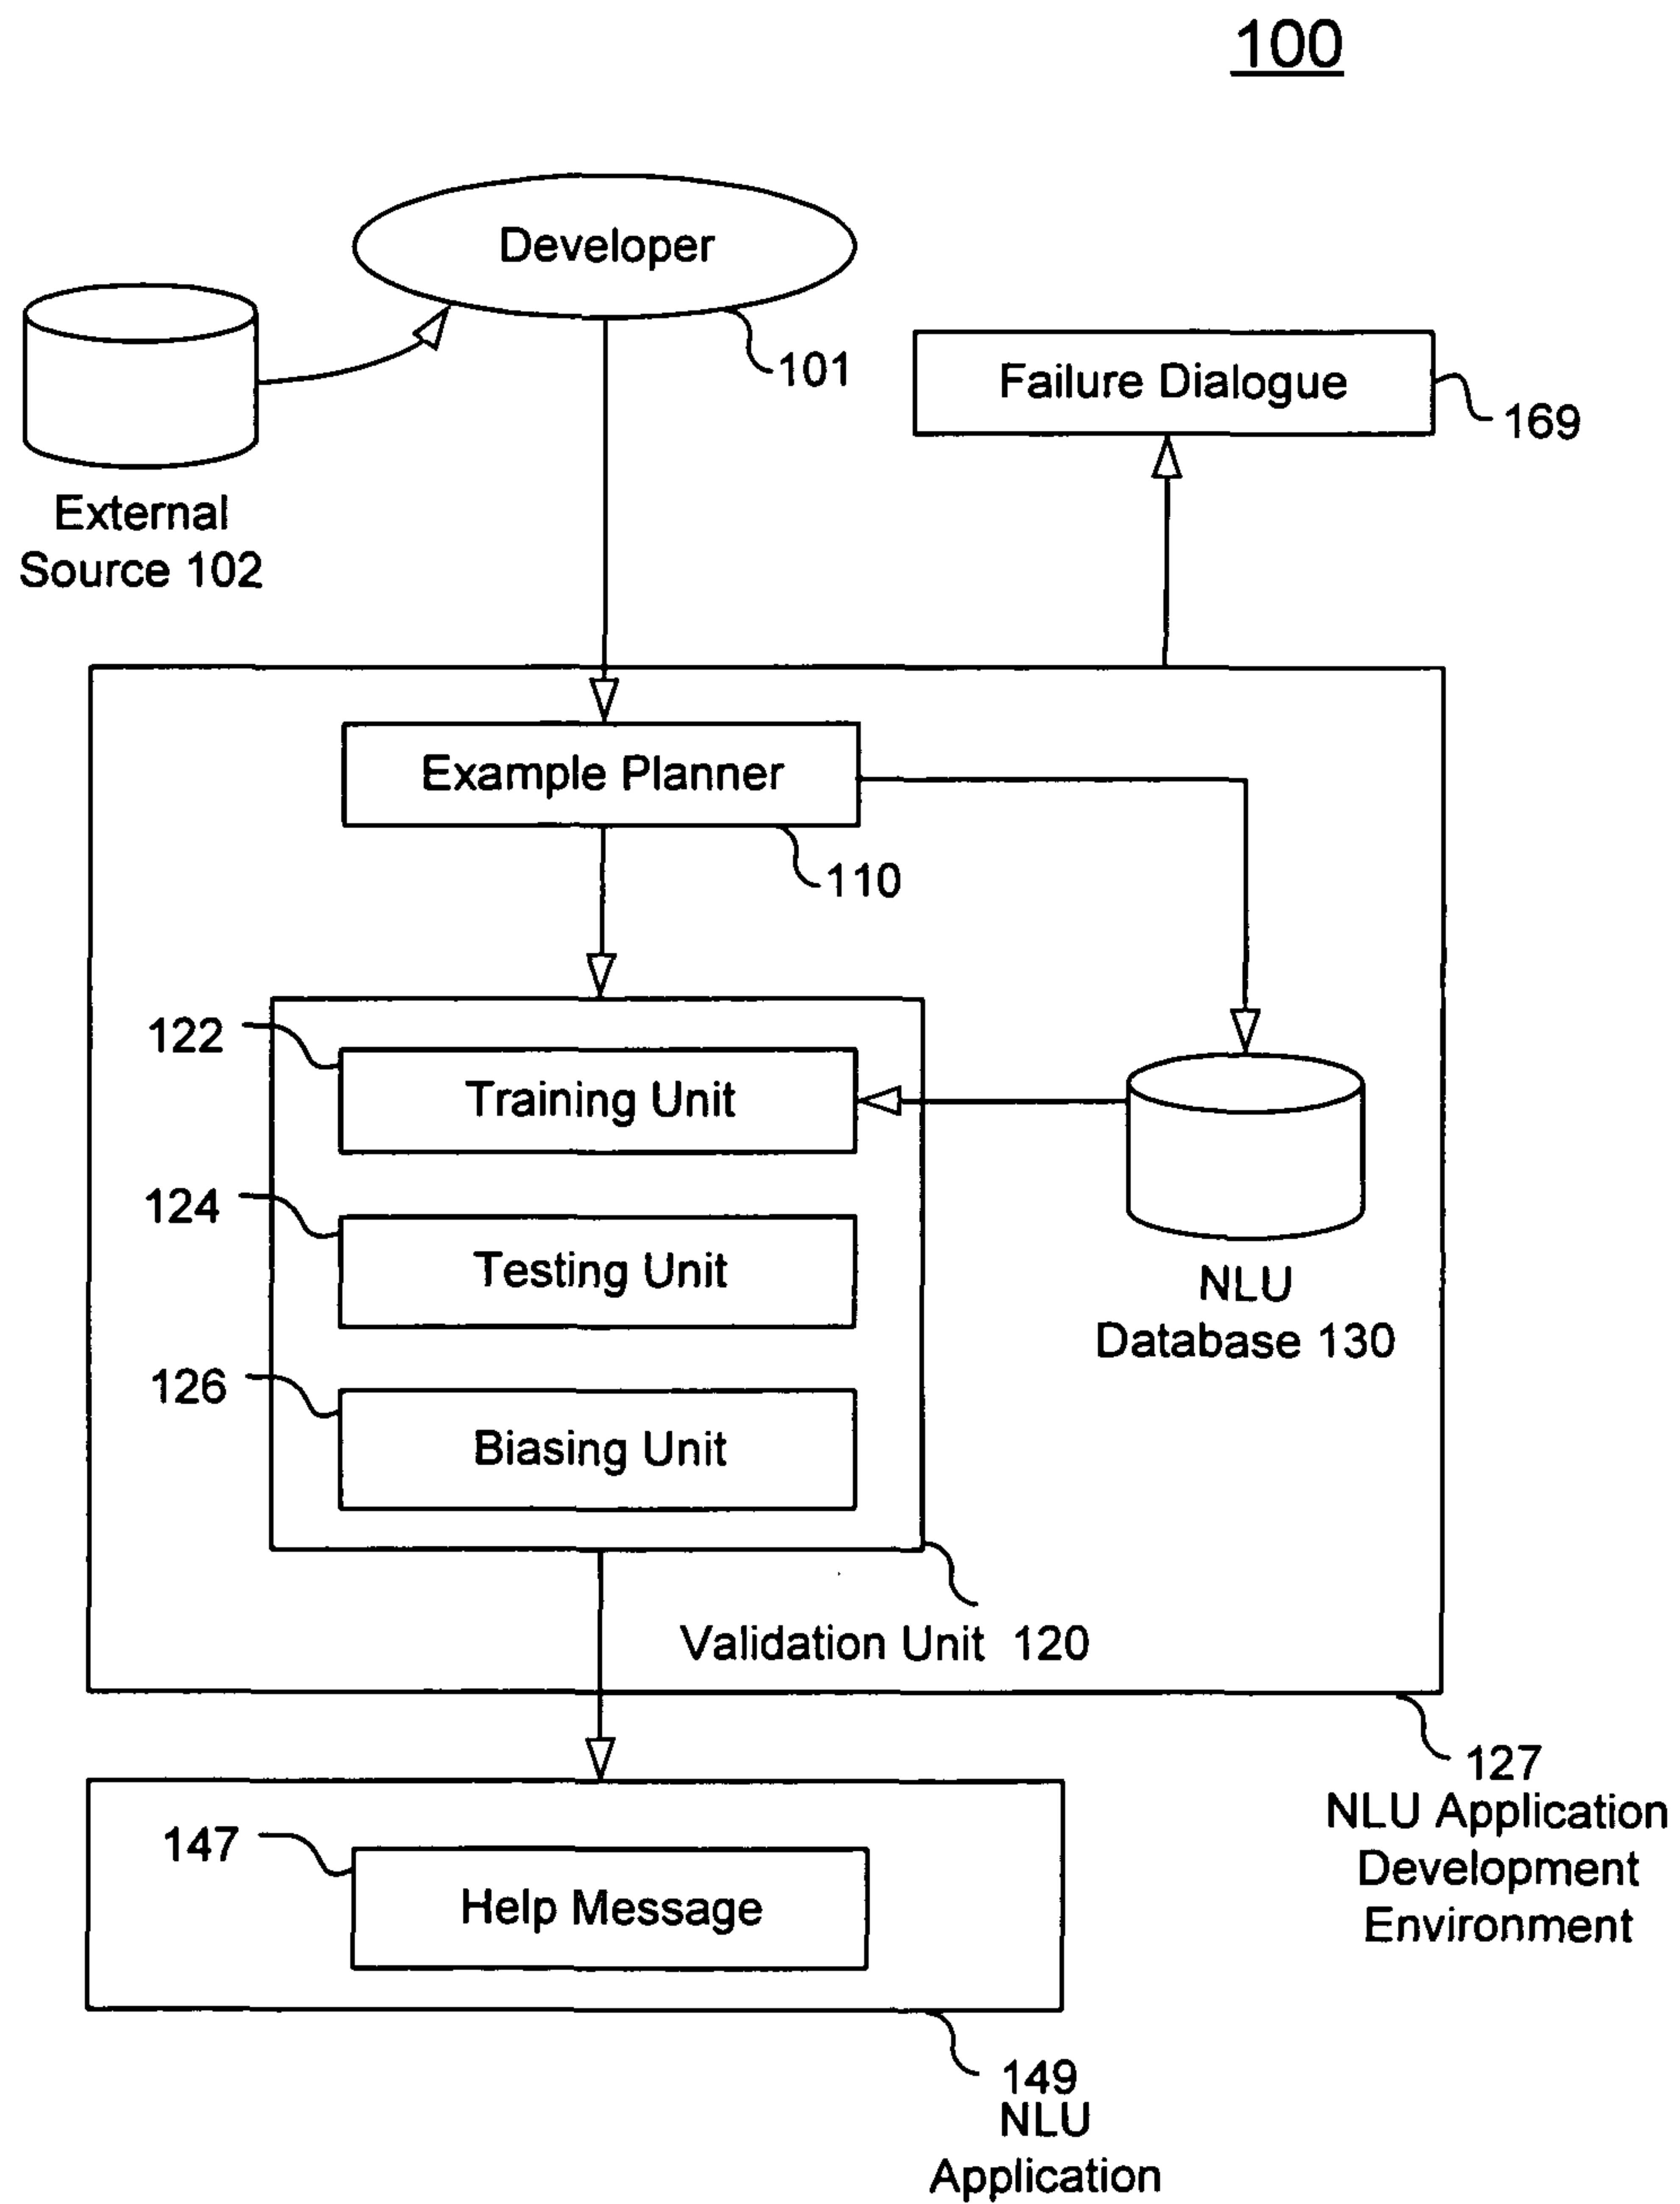 100
Developer
101
Failure Dialogue
169
External
Source 102
Example Planner
110
122
Training Unit
124
Testing Unit
NLU
Database 130
126
Biasing Unit
Validation Unit 120
127
NLU Application
Development
Environment
147
Help Message
149
NLU
Application